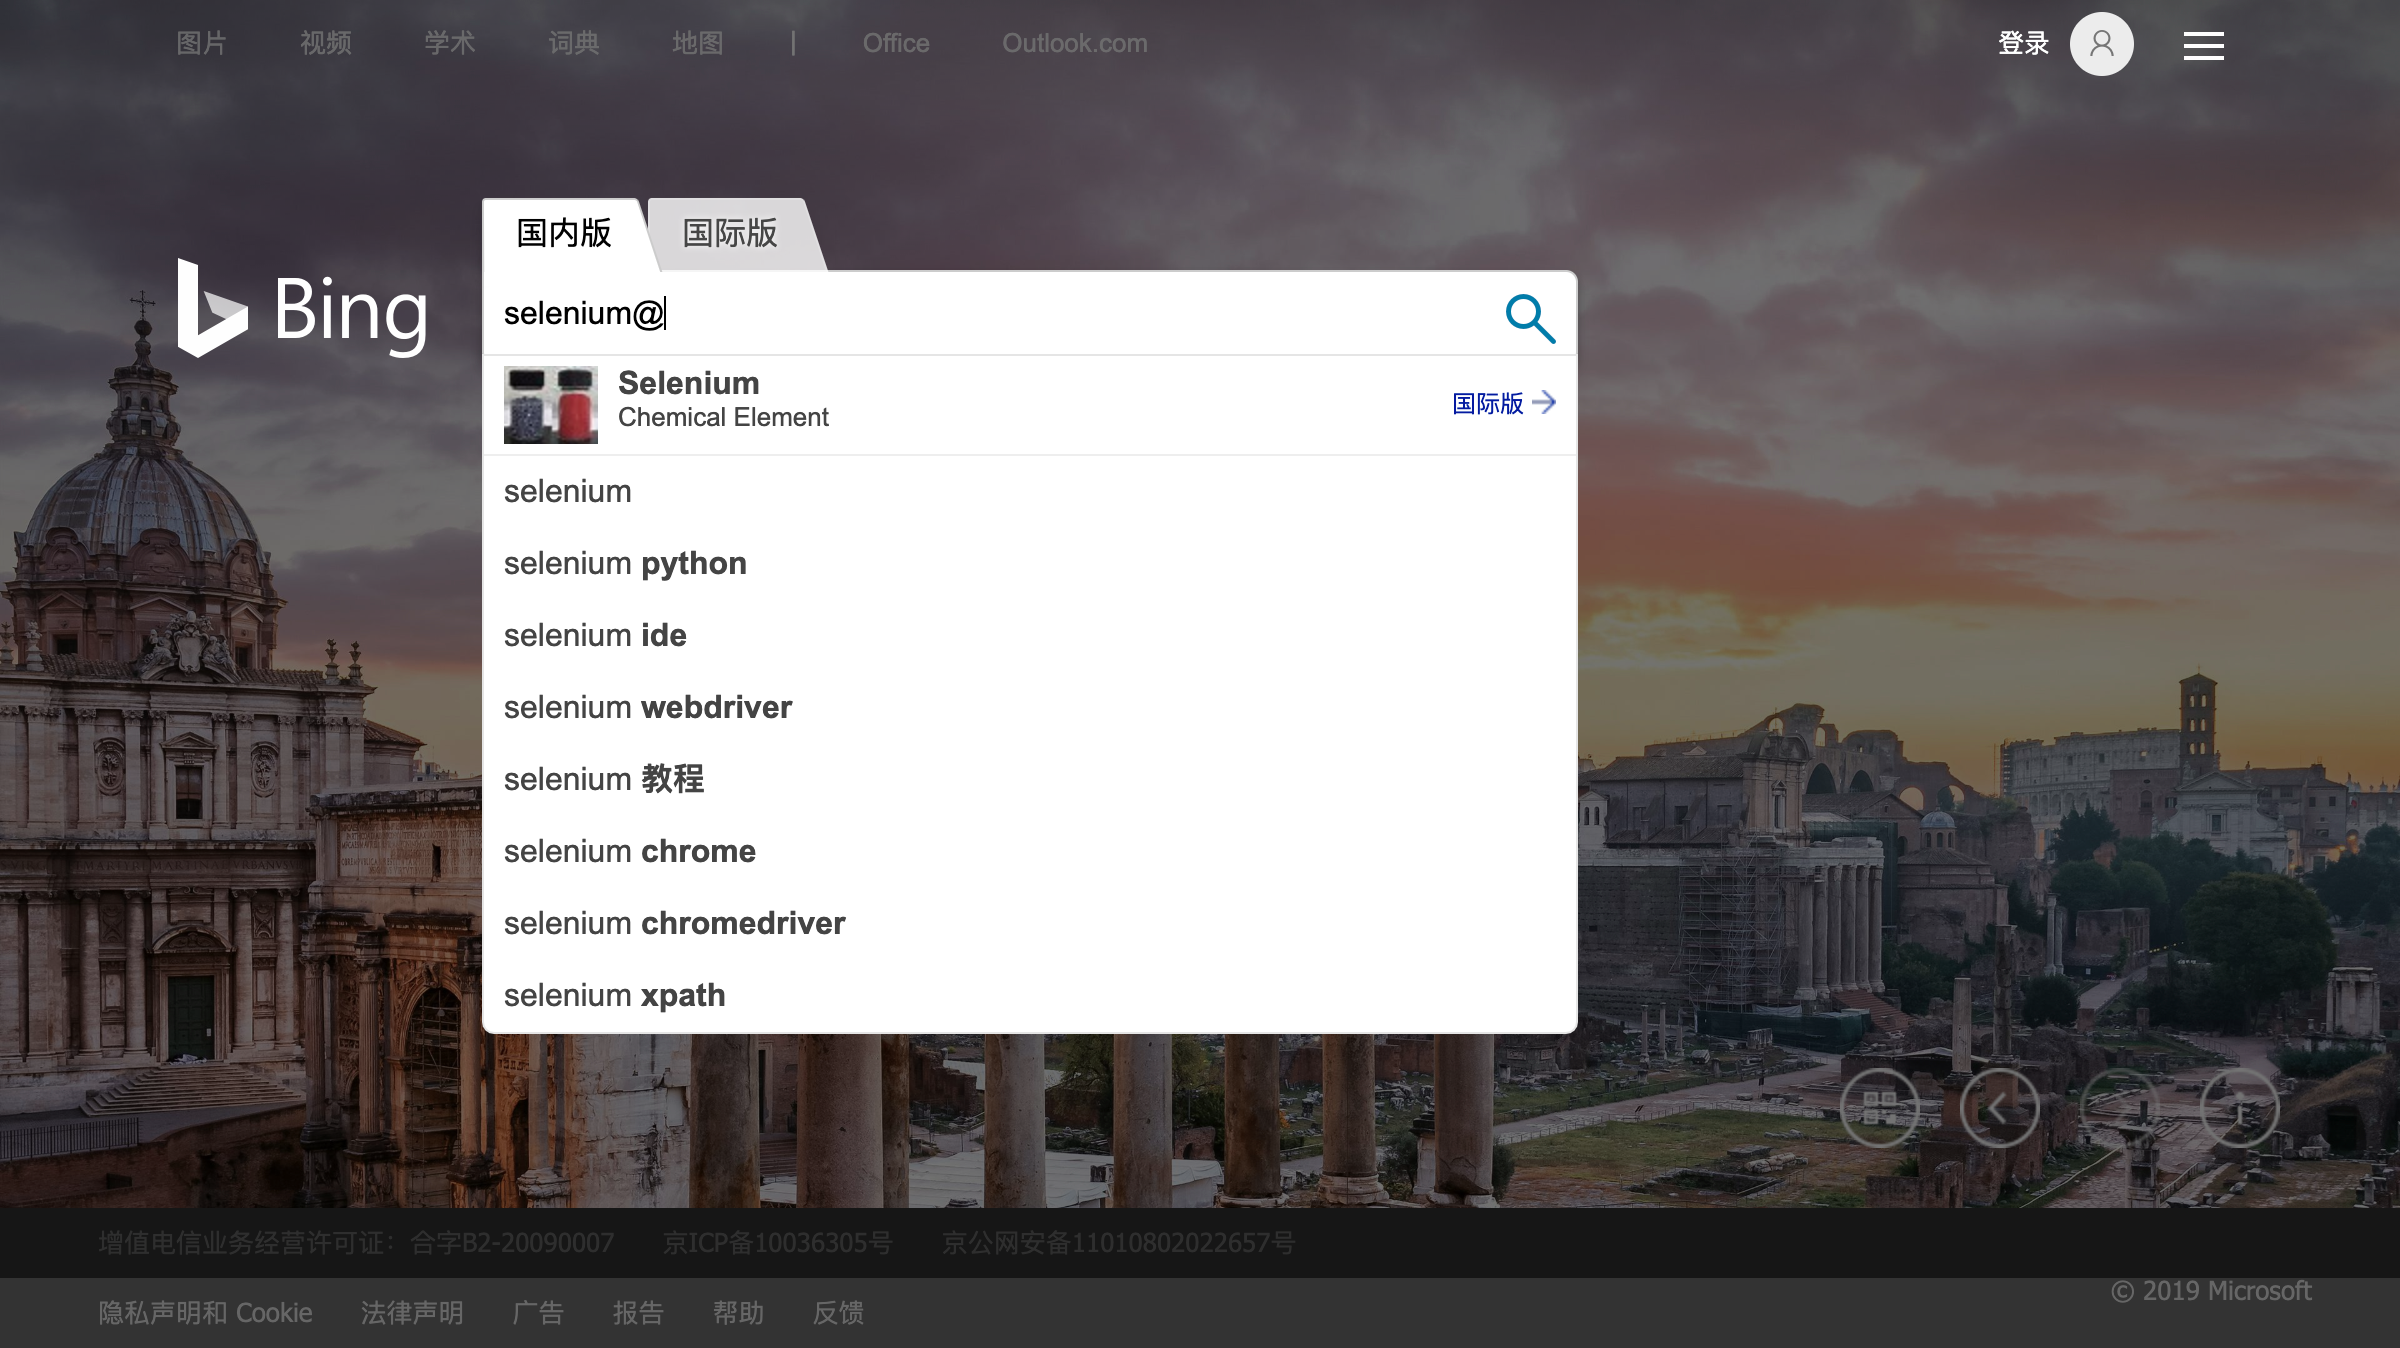 图片 视频 学术 词典 地图 | Office Outlook.com 登录
国内版 国际版
Bing
selenium@
Selenium
Chemical Element
国际版
selenium
selenium python
selenium ide
selenium webdriver
selenium 教程
selenium chrome
selenium chromedriver
selenium xpath
增值电信业务经营许可证：合字B2-20090007 京ICP备10036305号 京公网安备11010802022657号
隐私声明和 Cookie 法律声明 广告 报告 帮助 反馈
© 2019 Microsoft